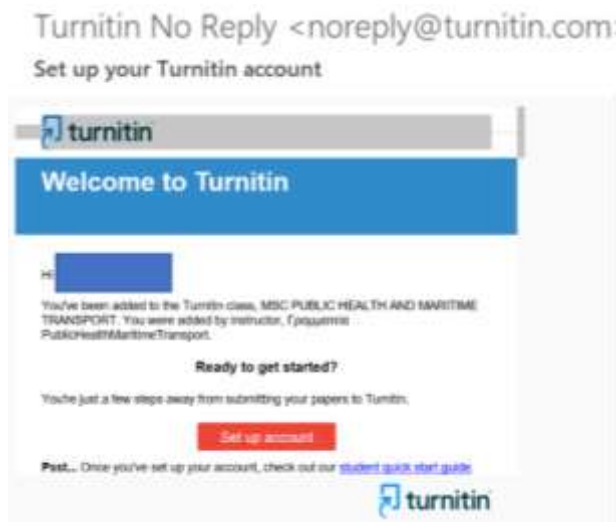 Turnitin No Reply <noreply@turnitin.com>
Set up your Turnitin account
turnitin
Welcome to Turnitin
Hi
You've been added to the Turnitin class, MSC PUBLIC HEALTH AND MARITIME
TRANSPORT. You were added by instructor, Γραμματεία
PublicHealthMaritimeTransport.
Ready to get started?
You're just a few steps away from submitting your papers to Turnitin.
Set up account
Psst... Once you've set up your account, check out our student quick start guide
turnitin